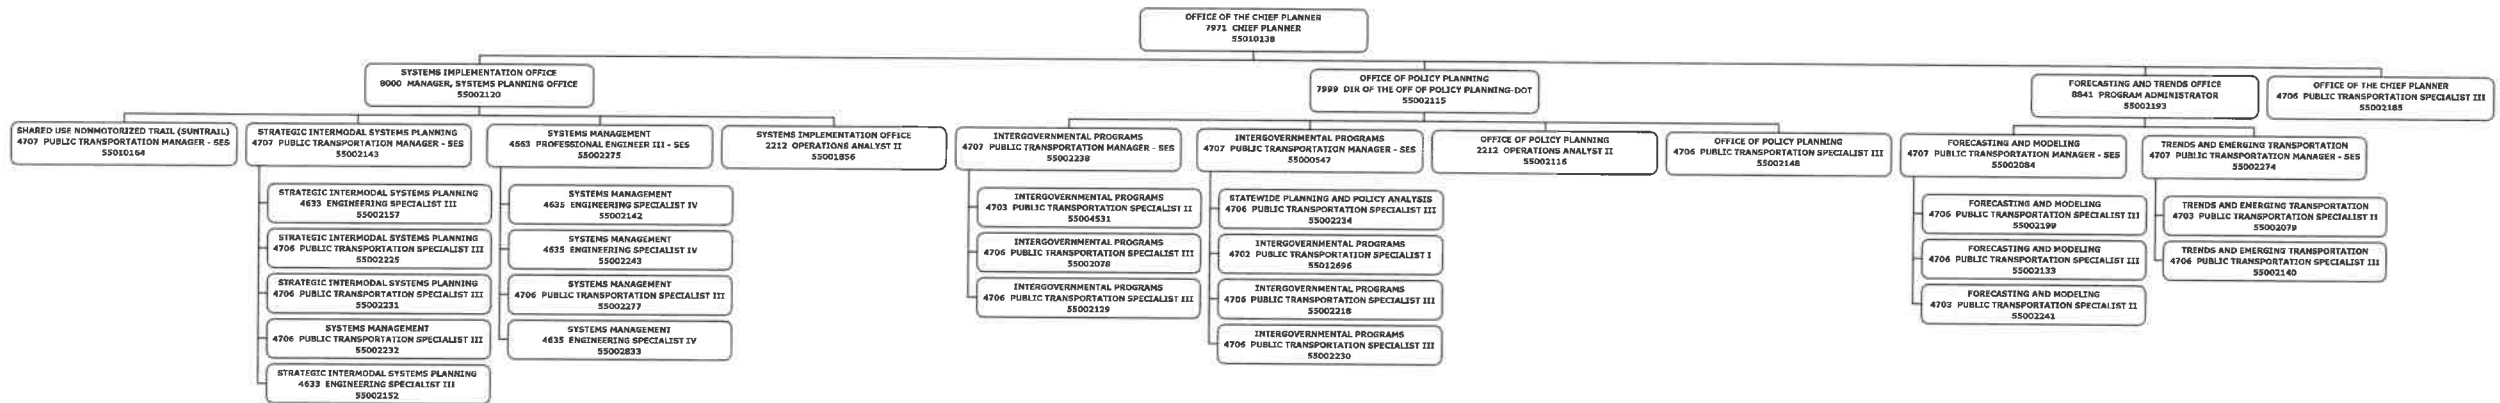 OFFICE OF THE CHIEF PLANNER
7971 CHIEF PLANNER
55010138
SYSTEMS IMPLEMENTATION OFFICE
8000 MANAGER, SYSTEMS PLANNING OFFICE
55002120
OFFICE OF POLICY PLANNING
7999 DIR OF THE OFF OF POLICY PLANNING-DOT
55002115
FORECASTING AND TRENDS OFFICE
8841 PROGRAM ADMINISTRATOR
55002193
OFFICE OF THE CHIEF PLANNER
4706 PUBLIC TRANSPORTATION SPECIALIST III
55002185
SHARED USE NONMOTORIZED TRAIL (SUNTRAIL)
4707 PUBLIC TRANSPORTATION MANAGER - SES
55010164
STRATEGIC INTERMODAL SYSTEMS PLANNING
4707 PUBLIC TRANSPORTATION MANAGER - SES
55002143
SYSTEMS MANAGEMENT
4663 PROFESSIONAL ENGINEER III - SES
55002275
SYSTEMS IMPLEMENTATION OFFICE
2212 OPERATIONS ANALYST II
55001856
INTERGOVERNMENTAL PROGRAMS
4707 PUBLIC TRANSPORTATION MANAGER - SES
55002238
INTERGOVERNMENTAL PROGRAMS
4707 PUBLIC TRANSPORTATION MANAGER - SES
55000547
OFFICE OF POLICY PLANNING
2212 OPERATIONS ANALYST II
55002116
OFFICE OF POLICY PLANNING
4706 PUBLIC TRANSPORTATION SPECIALIST III
55002148
FORECASTING AND MODELING
4707 PUBLIC TRANSPORTATION MANAGER - SES
55002084
TRENDS AND EMERGING TRANSPORTATION
4707 PUBLIC TRANSPORTATION MANAGER - SES
55002274
STRATEGIC INTERMODAL SYSTEMS PLANNING
4633 ENGINEERING SPECIALIST III
55002157
STRATEGIC INTERMODAL SYSTEMS PLANNING
4706 PUBLIC TRANSPORTATION SPECIALIST III
55002225
STRATEGIC INTERMODAL SYSTEMS PLANNING
4706 PUBLIC TRANSPORTATION SPECIALIST III
55002231
SYSTEMS MANAGEMENT
4706 PUBLIC TRANSPORTATION SPECIALIST III
55002232
STRATEGIC INTERMODAL SYSTEMS PLANNING
4633 ENGINEERING SPECIALIST III
55002152
SYSTEMS MANAGEMENT
4635 ENGINEERING SPECIALIST IV
55002142
SYSTEMS MANAGEMENT
4635 ENGINEERING SPECIALIST IV
55002243
SYSTEMS MANAGEMENT
4706 PUBLIC TRANSPORTATION SPECIALIST III
55002277
SYSTEMS MANAGEMENT
4635 ENGINEERING SPECIALIST IV
55002833
INTERGOVERNMENTAL PROGRAMS
4703 PUBLIC TRANSPORTATION SPECIALIST II
55004531
INTERGOVERNMENTAL PROGRAMS
4706 PUBLIC TRANSPORTATION SPECIALIST III
55002078
INTERGOVERNMENTAL PROGRAMS
4706 PUBLIC TRANSPORTATION SPECIALIST III
55002129
STATEWIDE PLANNING AND POLICY ANALYSIS
4706 PUBLIC TRANSPORTATION SPECIALIST III
55002234
INTERGOVERNMENTAL PROGRAMS
4702 PUBLIC TRANSPORTATION SPECIALIST I
55012696
INTERGOVERNMENTAL PROGRAMS
4706 PUBLIC TRANSPORTATION SPECIALIST III
55002218
INTERGOVERNMENTAL PROGRAMS
4706 PUBLIC TRANSPORTATION SPECIALIST III
55002230
FORECASTING AND MODELING
4706 PUBLIC TRANSPORTATION SPECIALIST III
55002199
FORECASTING AND MODELING
4706 PUBLIC TRANSPORTATION SPECIALIST III
55002133
FORECASTING AND MODELING
4703 PUBLIC TRANSPORTATION SPECIALIST II
55002241
TRENDS AND EMERGING TRANSPORTATION
4703 PUBLIC TRANSPORTATION SPECIALIST II
55002079
TRENDS AND EMERGING TRANSPORTATION
4706 PUBLIC TRANSPORTATION SPECIALIST III
55002140